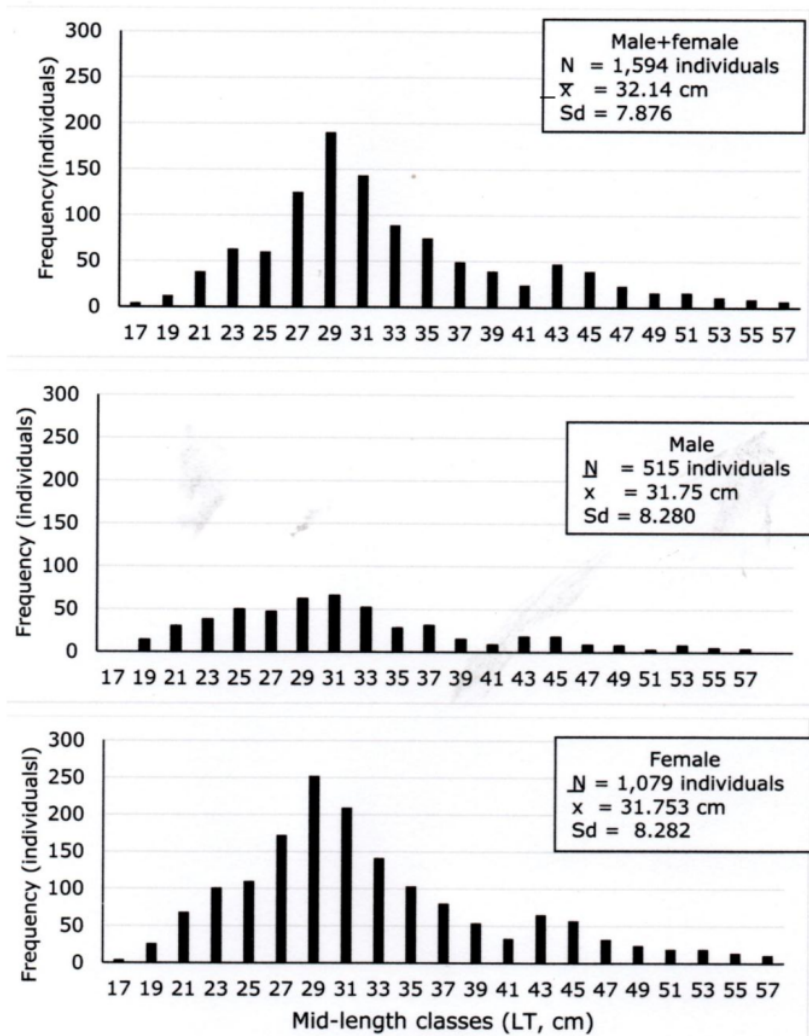 Frequency(individuals)
300
250
200
150
100
50
0
Male+female
N = 1,594 individuals
x̅ = 32.14 cm
Sd = 7.876
17 19 21 23 25 27 29 31 33 35 37 39 41 43 45 47 49 51 53 55 57
Frequency (individuals)
300
250
200
150
100
50
0
Male
N = 515 individuals
x = 31.75 cm
Sd = 8.280
17 19 21 23 25 27 29 31 33 35 37 39 41 43 45 47 49 51 53 55 57
Frequency (individualsl)
300
250
200
150
100
50
0
Female
N = 1,079 individuals
x = 31.753 cm
Sd = 8.282
17 19 21 23 25 27 29 31 33 35 37 39 41 43 45 47 49 51 53 55 57
Mid-length classes (LT, cm)